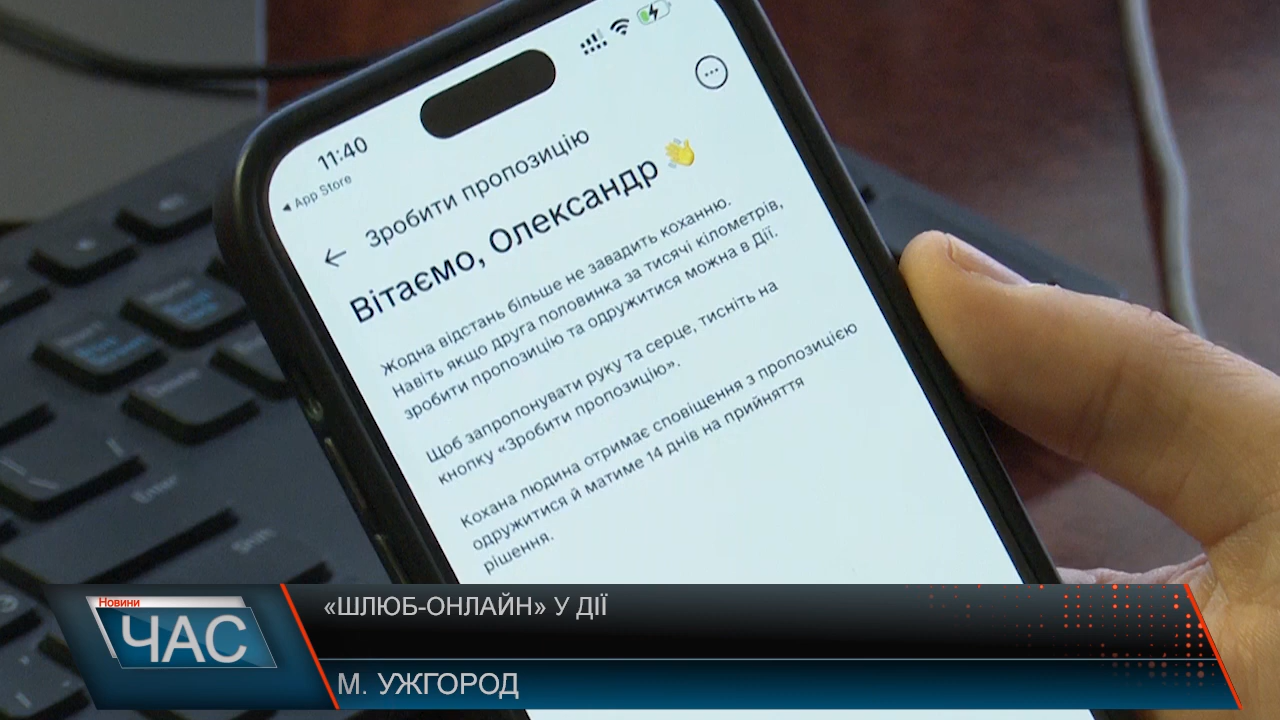 11:40
◀ App Store
← Зробити пропозицію
Вітаємо, Олександр 👋
Жодна відстань більше не завадить коханню.
Навіть якщо друга половинка за тисячі кілометрів,
зробити пропозицію та одружитися можна в Дії.
Щоб запропонувати руку та серце, тисніть на
кнопку «Зробити пропозицію».
Кохана людина отримає сповіщення з пропозицією
одружитися й матиме 14 днів на прийняття
рішення.
Enter
Shift
Новини
ЧАС
«ШЛЮБ-ОНЛАЙН» У ДІЇ
М. УЖГОРОД